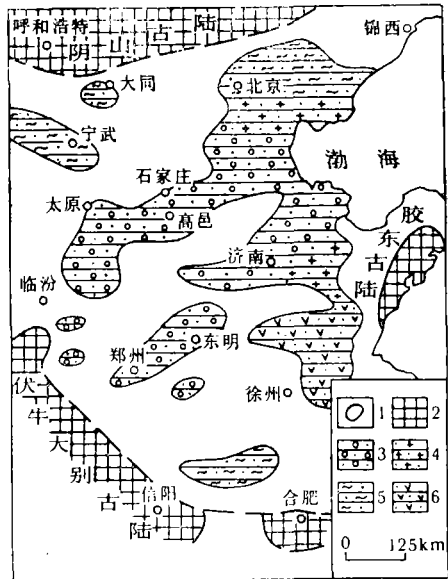 呼和浩特
阴山古陆
锦西
大同
北京
宁武
渤海
石家庄
太原
高邑
胶东古陆
济南
临汾
东明
郑州
徐州
伏牛大别古陆
信阳
合肥
1
2
3
4
5
6
0 125km